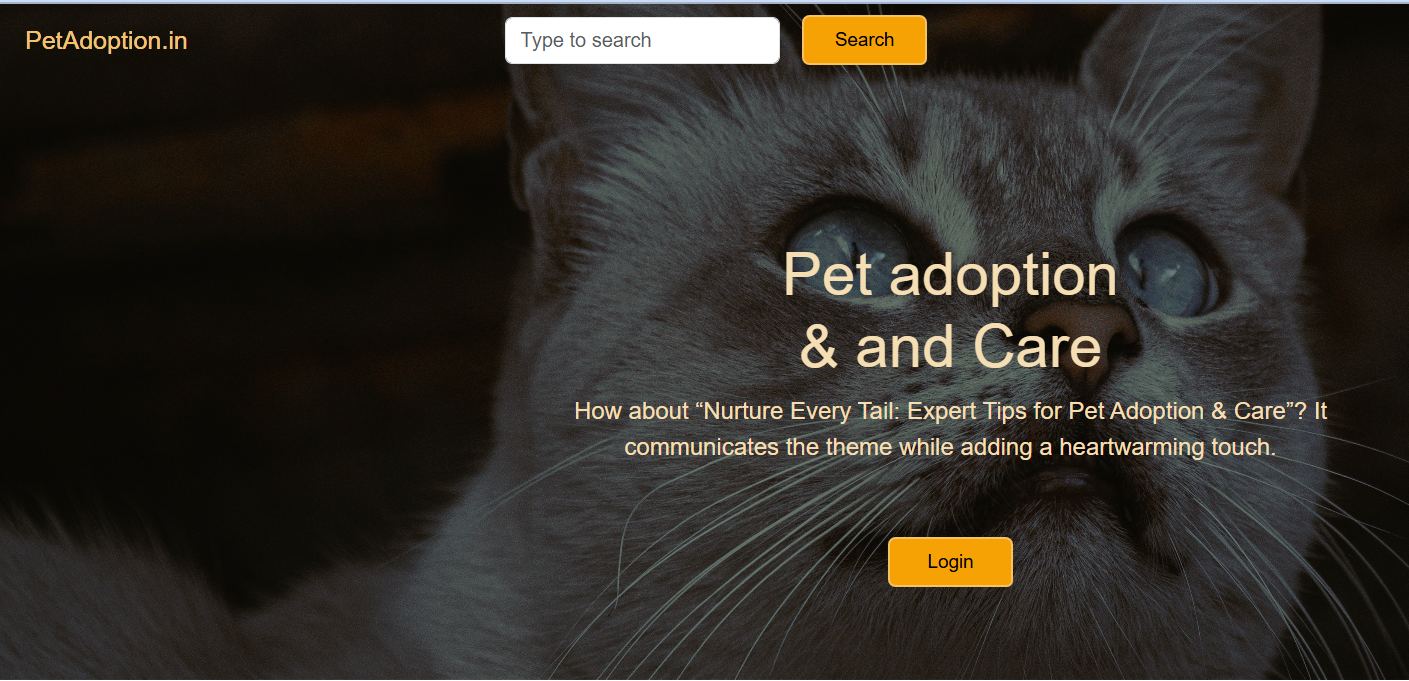 PetAdoption.in
Type to search
Search
Pet adoption
& and Care
How about “Nurture Every Tail: Expert Tips for Pet Adoption & Care”? It
communicates the theme while adding a heartwarming touch.
Login